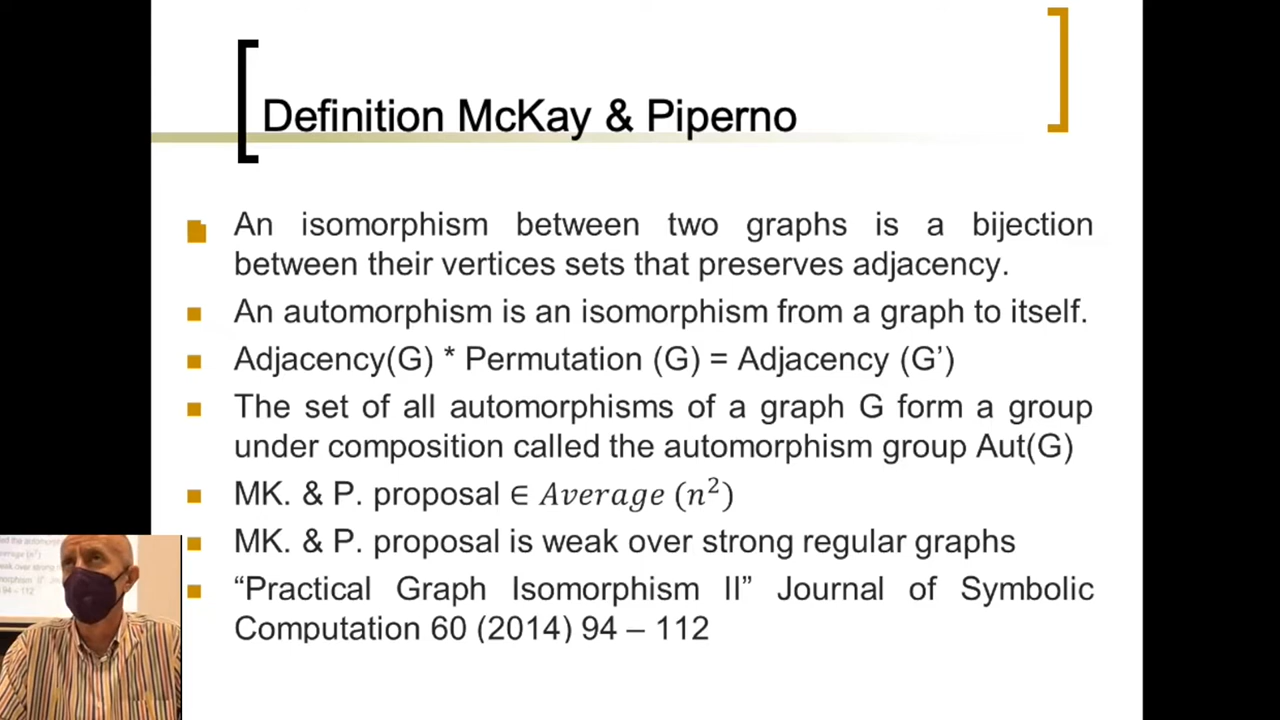 Definition McKay & Piperno
An isomorphism between two graphs is a bijection
between their vertices sets that preserves adjacency.
An automorphism is an isomorphism from a graph to itself.
Adjacency(G) * Permutation (G) = Adjacency (G’)
The set of all automorphisms of a graph G form a group
under composition called the automorphism group Aut(G)
MK. & P. proposal ∈ Average (n²)
MK. & P. proposal is weak over strong regular graphs
“Practical Graph Isomorphism II” Journal of Symbolic
Computation 60 (2014) 94 – 112